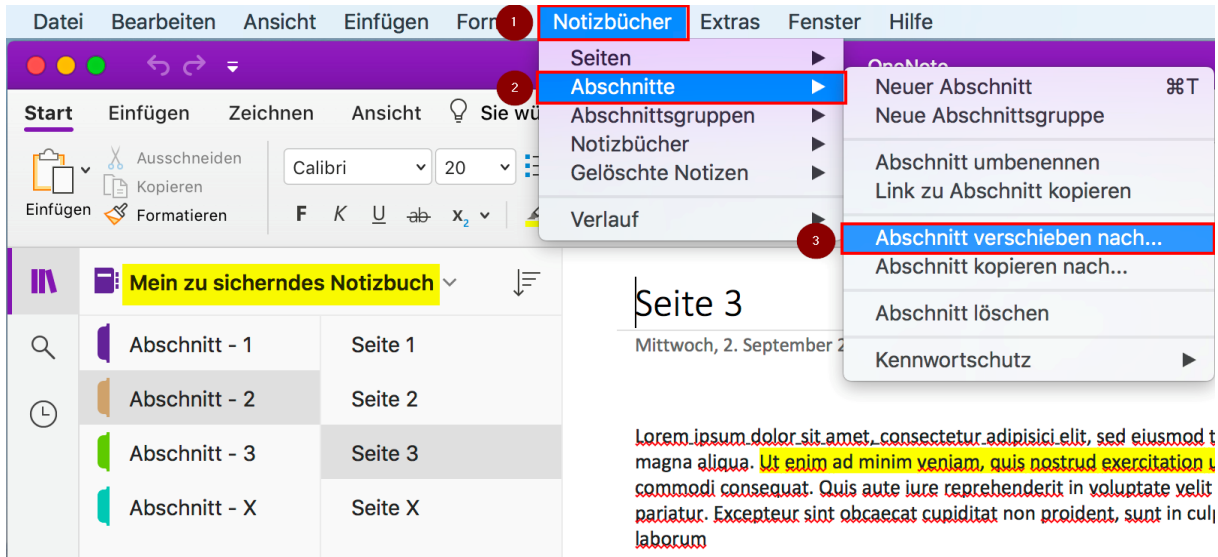 Datei Bearbeiten Ansicht Einfügen For 1 Notizbücher Extras Fenster Hilfe
Seiten
OneNote
2 Abschnitte
Neuer Abschnitt ⌘T
Start Einfügen Zeichnen Ansicht Sie wü
Abschnittsgruppen
Neue Abschnittsgruppe
Notizbücher
Ausschneiden
Abschnitt umbenennen
Calibri 20
Gelöschte Notizen
Kopieren
Link zu Abschnitt kopieren
Einfügen Formatieren
F K U ab x2
Verlauf
3 Abschnitt verschieben nach...
Abschnitt kopieren nach...
Mein zu sicherndes Notizbuch
Seite 3
Abschnitt löschen
Abschnitt - 1 Seite 1
Mittwoch, 2. September 2
Kennwortschutz
Abschnitt - 2 Seite 2
Lorem ipsum dolor sit amet, consectetur adipisici elit, sed eiusmod t
Abschnitt - 3 Seite 3
magna aliqua. Ut enim ad minim veniam, quis nostrud exercitation u
commodi consequat. Quis aute iure reprehenderit in voluptate velit
Abschnitt - X Seite X
pariatur. Excepteur sint obcaecat cupiditat non proident, sunt in culp
laborum